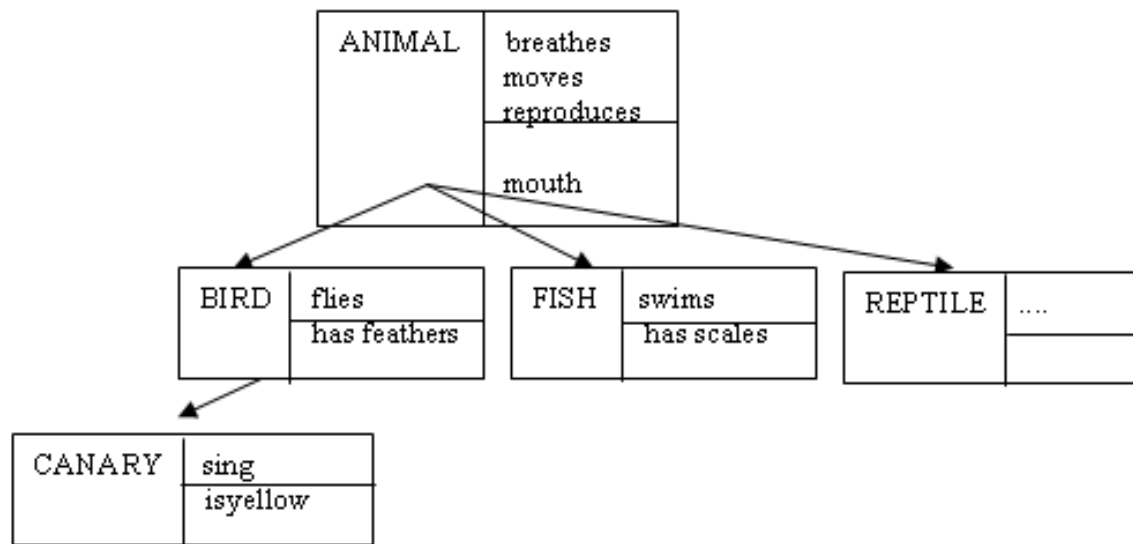 ANIMAL
breathes
moves
reproduces
mouth
BIRD
flies
has feathers
FISH
swims
has scales
REPTILE
....
CANARY
sing
isyellow